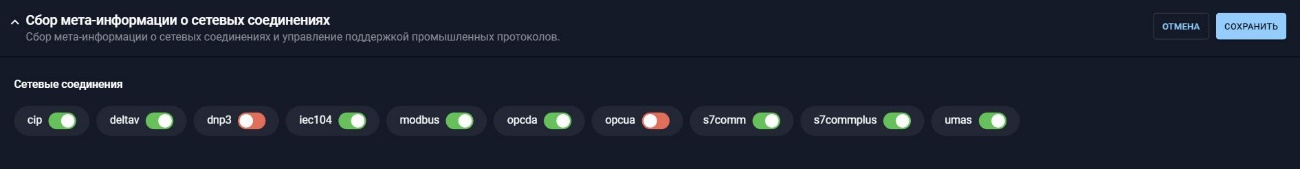 Сбор мета-информации о сетевых соединениях
Сбор мета-информации о сетевых соединениях и управление поддержкой промышленных протоколов.
ОТМЕНА
СОХРАНИТЬ
Сетевые соединения
cip deltav dnp3 iec104 modbus opcda opcua s7comm s7commplus umas